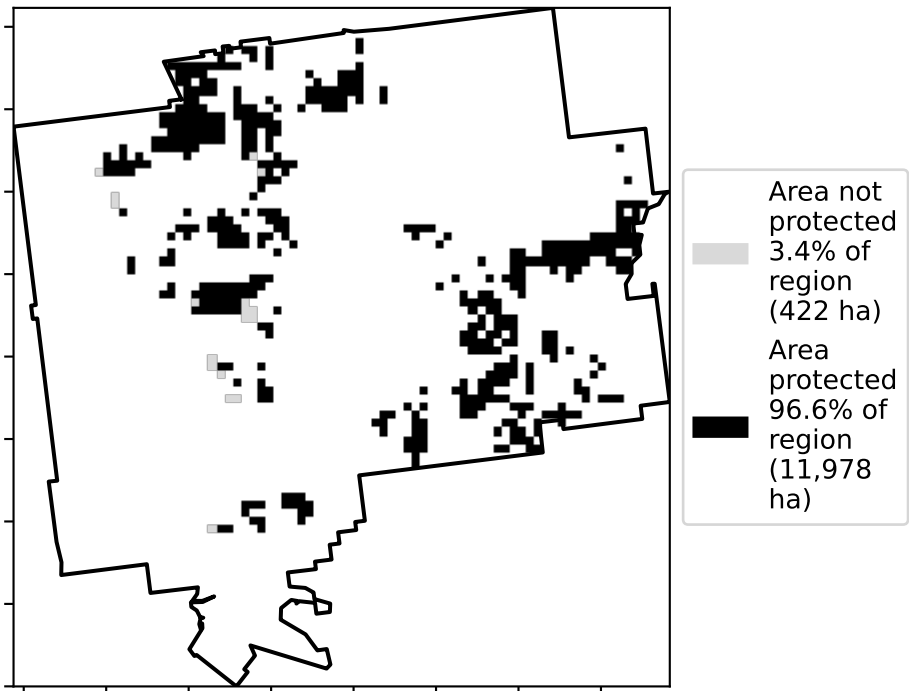 Area not
protected
3.4% of
region
(422 ha)
Area
protected
96.6% of
region
(11,978
ha)